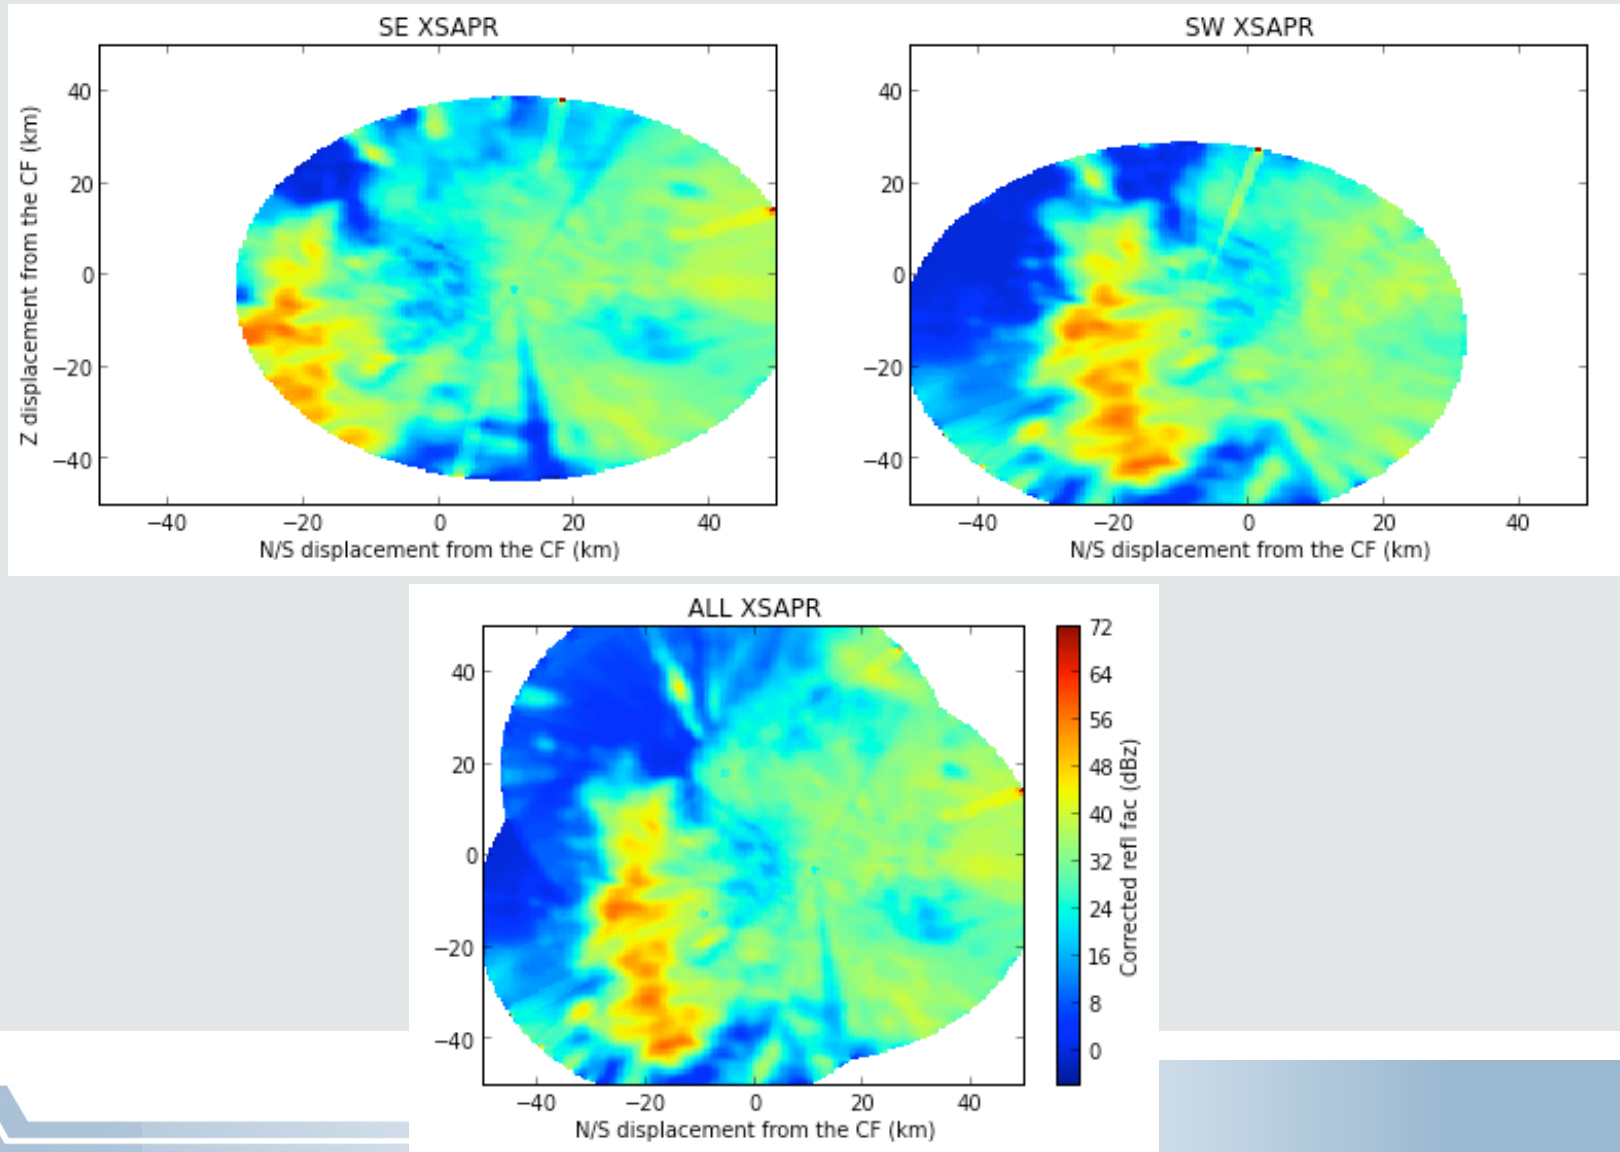 SE XSAPR
Z displacement from the CF (km)
40
20
0
−20
−40
−40 −20 0 20 40
N/S displacement from the CF (km)
SW XSAPR
40
20
0
−20
−40
−40 −20 0 20 40
N/S displacement from the CF (km)
ALL XSAPR
40
20
0
−20
−40
−40 −20 0 20 40
N/S displacement from the CF (km)
72
64
56
48
40
32
24
16
8
0
Corrected refl fac (dBz)